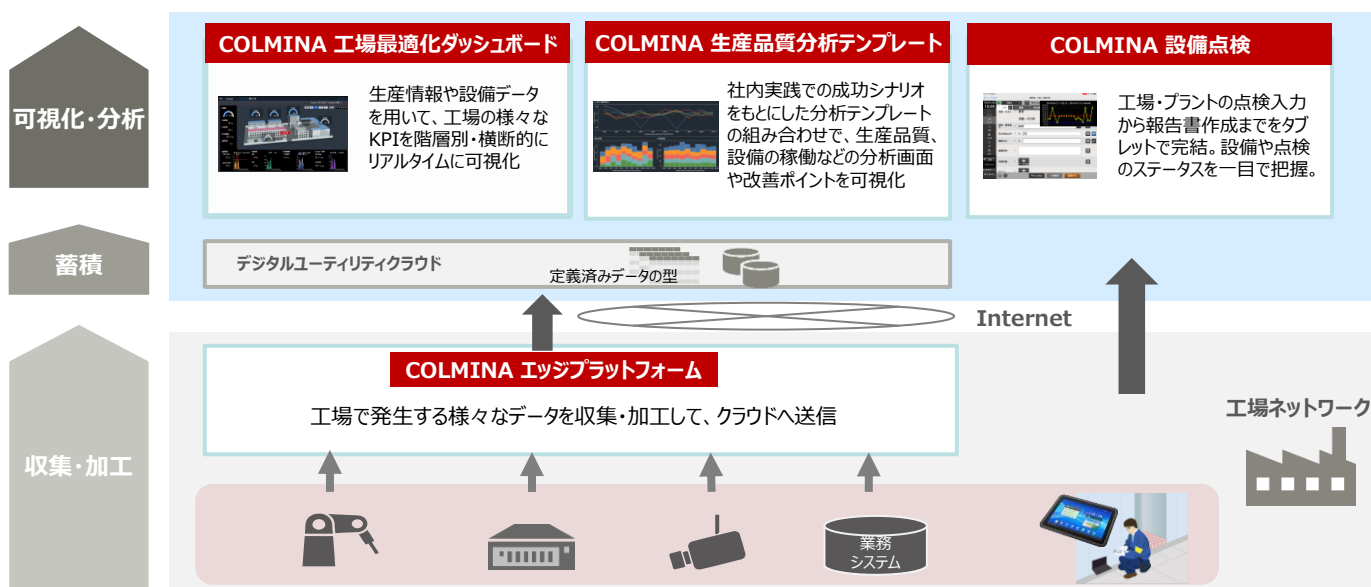 可視化・分析
COLMINA 工場最適化ダッシュボード
生産情報や設備データ
を用いて、工場の様々な
KPIを階層別・横断的に
リアルタイムに可視化
COLMINA 生産品質分析テンプレート
社内実践での成功シナリオ
をもとにした分析テンプレート
の組み合わせで、生産品質、
設備の稼働などの分析画面
や改善ポイントを可視化
COLMINA 設備点検
工場・プラントの点検入力
から報告書作成までをタブ
レットで完結。設備や点検
のステータスを一目で把握。
蓄積
デジタルユーティリティクラウド
定義済みデータの型
Internet
収集・加工
COLMINA エッジプラットフォーム
工場で発生する様々なデータを収集・加工して、クラウドへ送信
工場ネットワーク
業務
システム